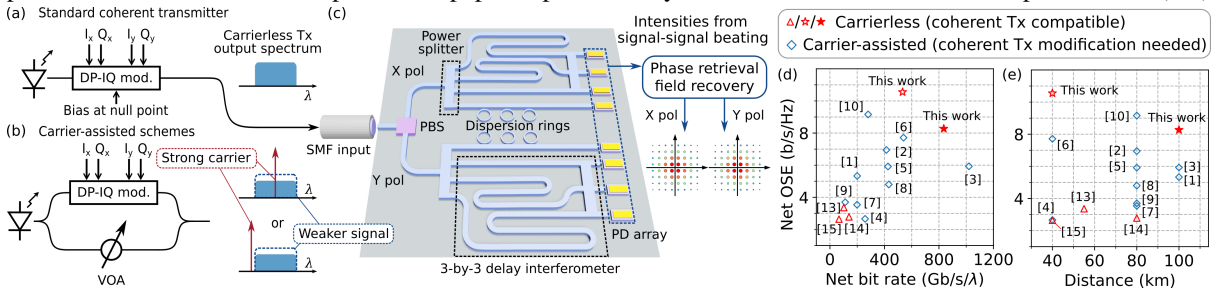 (a) Standard coherent transmitter
Ix Qx Iy Qy
DP-IQ mod.
Bias at null point
Carrierless Tx
output spectrum
λ
(b) Carrier-assisted schemes
Ix Qx Iy Qy
DP-IQ mod.
VOA
Strong carrier
λ
or
Weaker signal
λ
(c)
Power
splitter
X pol
PBS
SMF input
Dispersion rings
Y pol
PD array
3-by-3 delay interferometer
Intensities from
signal-signal beating
Phase retrieval
field recovery
X pol Y pol
△/☆/★ Carrierless (coherent Tx compatible)
◇ Carrier-assisted (coherent Tx modification needed)
(d)
This work
[10]
[6]
This work
[2]
[1]
[5]
[3]
[8]
[9]
[7]
[13]
[4]
[15] [14]
8
4
Net OSE (b/s/Hz)
0 400 800 1200
Net bit rate (Gb/s/λ)
(e)
This work
[10]
This work
[6]
[2]
[5]
[3]
[1]
[8]
[13]
[9]
[4]
[7]
[15]
[14]
8
4
40 60 80 100
Distance (km)